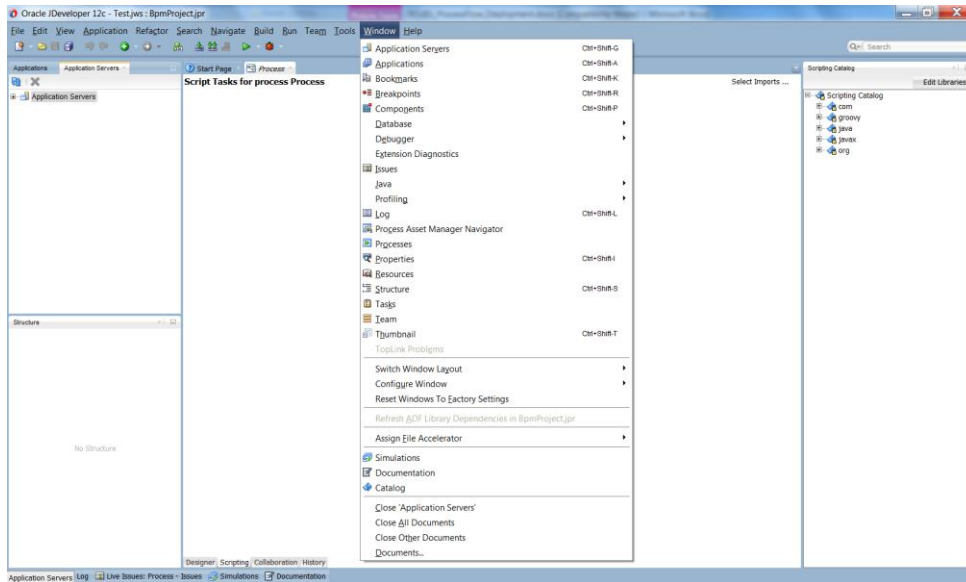 Oracle JDeveloper 12c - Test.jws : BpmProject.jpr
File Edit View Application Refactor Search Navigate Build Run Team Tools Window Help
Search
Applications Application Servers
Start Page Process
Scripting Catalog
Script Tasks for process Process
Select Imports ...
Edit Libraries
Application Servers
Scripting Catalog
com
groovy
java
javax
org
Application Servers Ctrl+Shift-G
Applications Ctrl+Shift-A
Bookmarks Ctrl+Shift-K
Breakpoints Ctrl+Shift-R
Components Ctrl+Shift-P
Database
Debugger
Extension Diagnostics
Issues
Java
Profiling
Log Ctrl+Shift-L
Process Asset Manager Navigator
Processes
Properties Ctrl+Shift-I
Resources
Structure Ctrl+Shift-S
Tasks
Team
Thumbnail Ctrl+Shift-T
TopLink Problems
Switch Window Layout
Configure Window
Reset Windows To Factory Settings
Refresh ADF Library Dependencies in BpmProject.jpr
Assign File Accelerator
Simulations
Documentation
Catalog
Close 'Application Servers'
Close All Documents
Close Other Documents
Documents...
Structure
No Structure
Designer Scripting Collaboration History
Application Servers Log Live Issues: Process - Issues Simulations Documentation